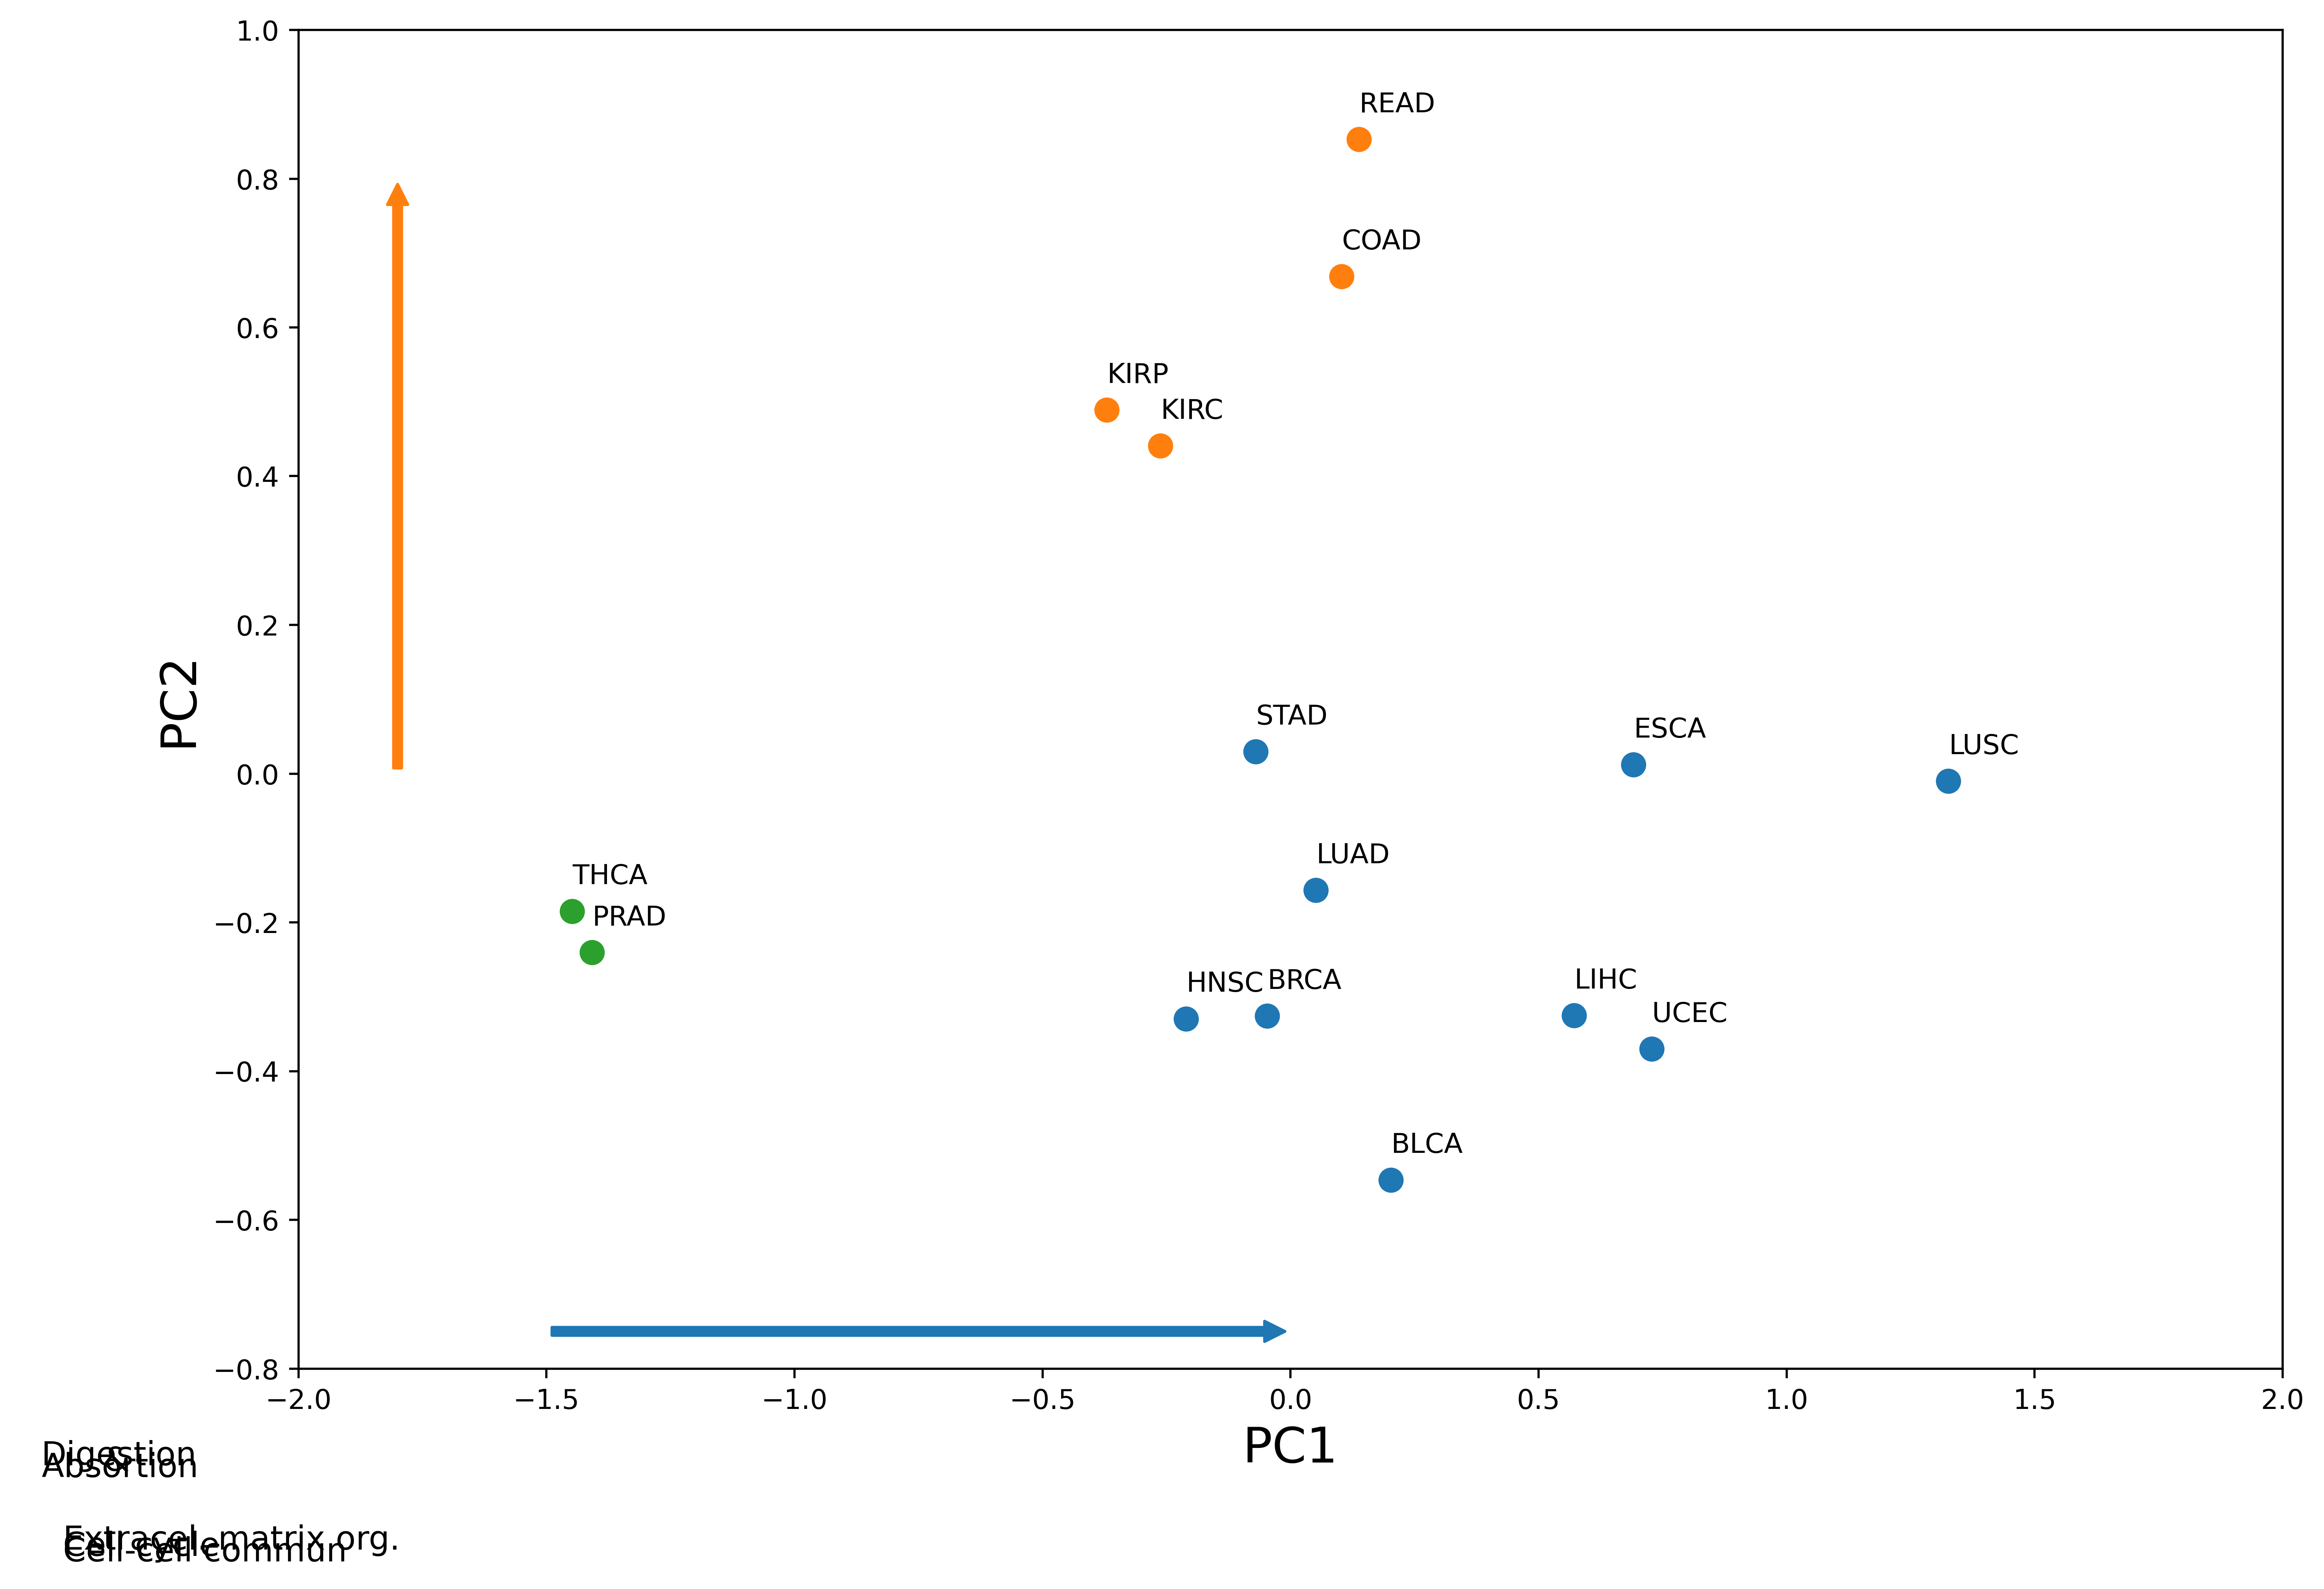 1.0
READ
0.8
COAD
0.6
KIRP
KIRC
0.4
0.2
PC2
STAD
ESCA
LUSC
0.0
LUAD
THCA
PRAD
−0.2
HNSC
BRCA
LIHC
UCEC
−0.4
BLCA
−0.6
−0.8
−2.0 −1.5 −1.0 −0.5 0.0 0.5 1.0 1.5 2.0
PC1
Digestion
&
Absortion
Extracel. matrix org.
Cell-cell commun